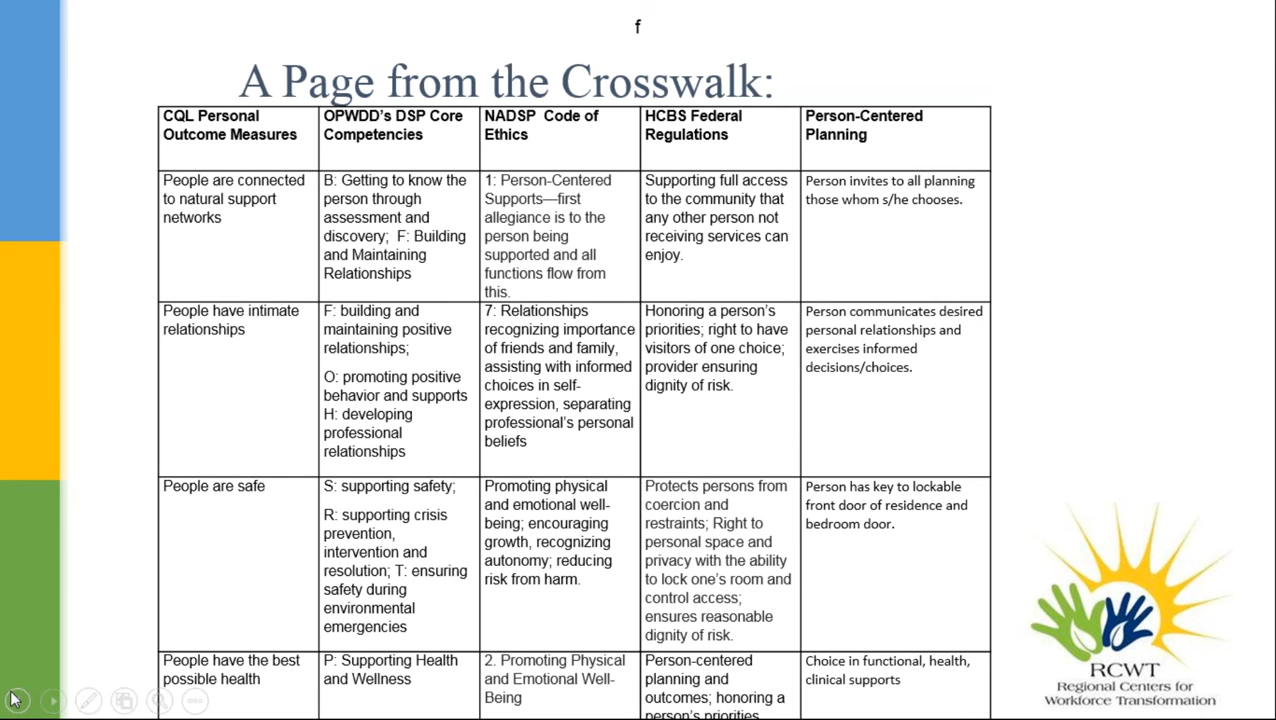 f
A Page from the Crosswalk:
CQL Personal
Outcome Measures
OPWDD's DSP Core
Competencies
NADSP  Code of
Ethics
HCBS Federal
Regulations
Person-Centered
Planning
People are connected
to natural support
networks
B: Getting to know the
person through
assessment and
discovery;  F: Building
and Maintaining
Relationships
1: Person-Centered
Supports—first
allegiance is to the
person being
supported and all
functions flow from
this.
Supporting full access
to the community that
any other person not
receiving services can
enjoy.
Person invites to all planning
those whom s/he chooses.
People have intimate
relationships
F: building and
maintaining positive
relationships;
O: promoting positive
behavior and supports
H: developing
professional
relationships
7: Relationships
recognizing importance
of friends and family,
assisting with informed
choices in self-
expression, separating
professional's personal
beliefs
Honoring a person's
priorities; right to have
visitors of one choice;
provider ensuring
dignity of risk.
Person communicates desired
personal relationships and
exercises informed
decisions/choices.
People are safe
S: supporting safety;
R: supporting crisis
prevention,
intervention and
resolution; T: ensuring
safety during
environmental
emergencies
Promoting physical
and emotional well-
being; encouraging
growth, recognizing
autonomy; reducing
risk from harm.
Protects persons from
coercion and
restraints; Right to
personal space and
privacy with the ability
to lock one's room and
control access;
ensures reasonable
dignity of risk.
Person has key to lockable
front door of residence and
bedroom door.
People have the best
possible health
P: Supporting Health
and Wellness
2. Promoting Physical
and Emotional Well-
Being
Person-centered
planning and
outcomes; honoring a
person's priorities
Choice in functional, health,
clinical supports
RCWT
Regional Centers for
Workforce Transformation